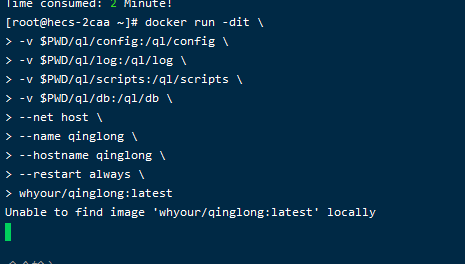 Time consumed: 2 Minute!
[root@hecs-2caa ~]# docker run -dit \
> -v $PWD/ql/config:/ql/config \
> -v $PWD/ql/log:/ql/log \
> -v $PWD/ql/scripts:/ql/scripts \
> -v $PWD/ql/db:/ql/db \
> --net host \
> --name qinglong \
> --hostname qinglong \
> --restart always \
> whyour/qinglong:latest
Unable to find image 'whyour/qinglong:latest' locally